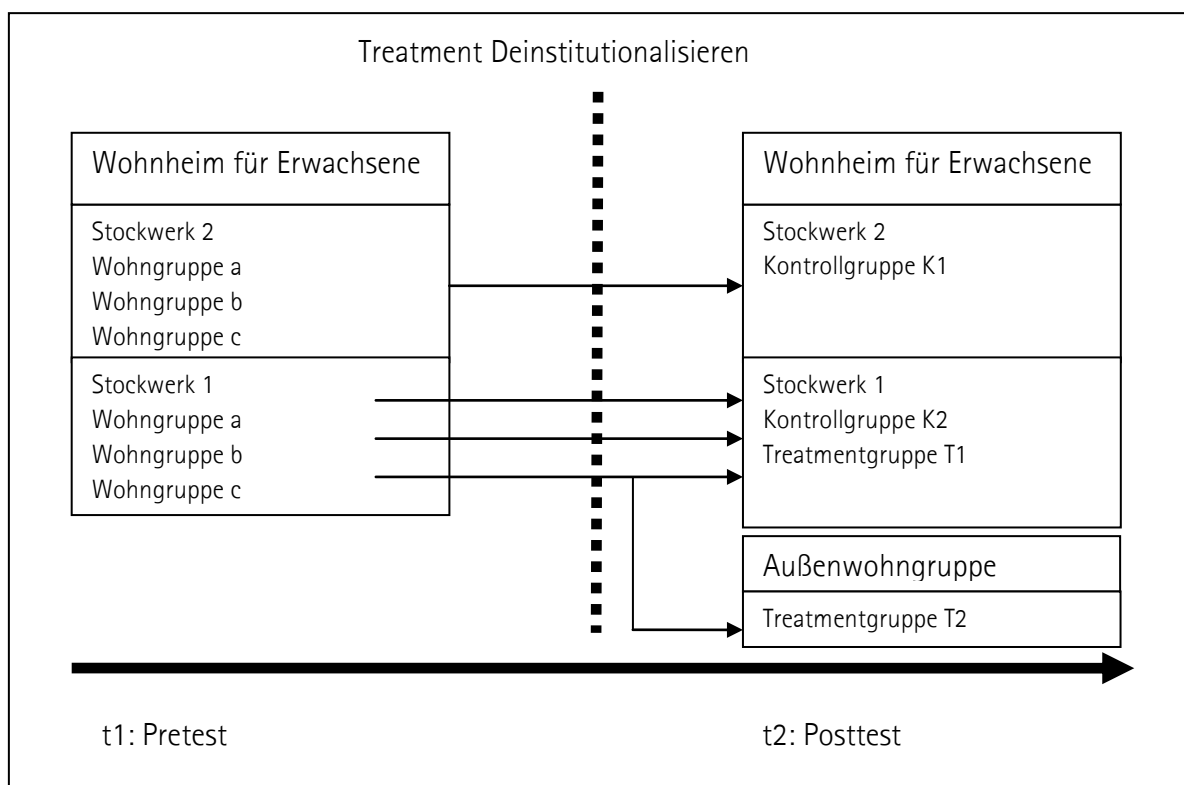 Treatment Deinstitutionalisieren
Wohnheim für Erwachsene
Stockwerk 2
Wohngruppe a
Wohngruppe b
Wohngruppe c
Stockwerk 1
Wohngruppe a
Wohngruppe b
Wohngruppe c
Wohnheim für Erwachsene
Stockwerk 2
Kontrollgruppe K1
Stockwerk 1
Kontrollgruppe K2
Treatmentgruppe T1
Außenwohngruppe
Treatmentgruppe T2
t1: Pretest
t2: Posttest